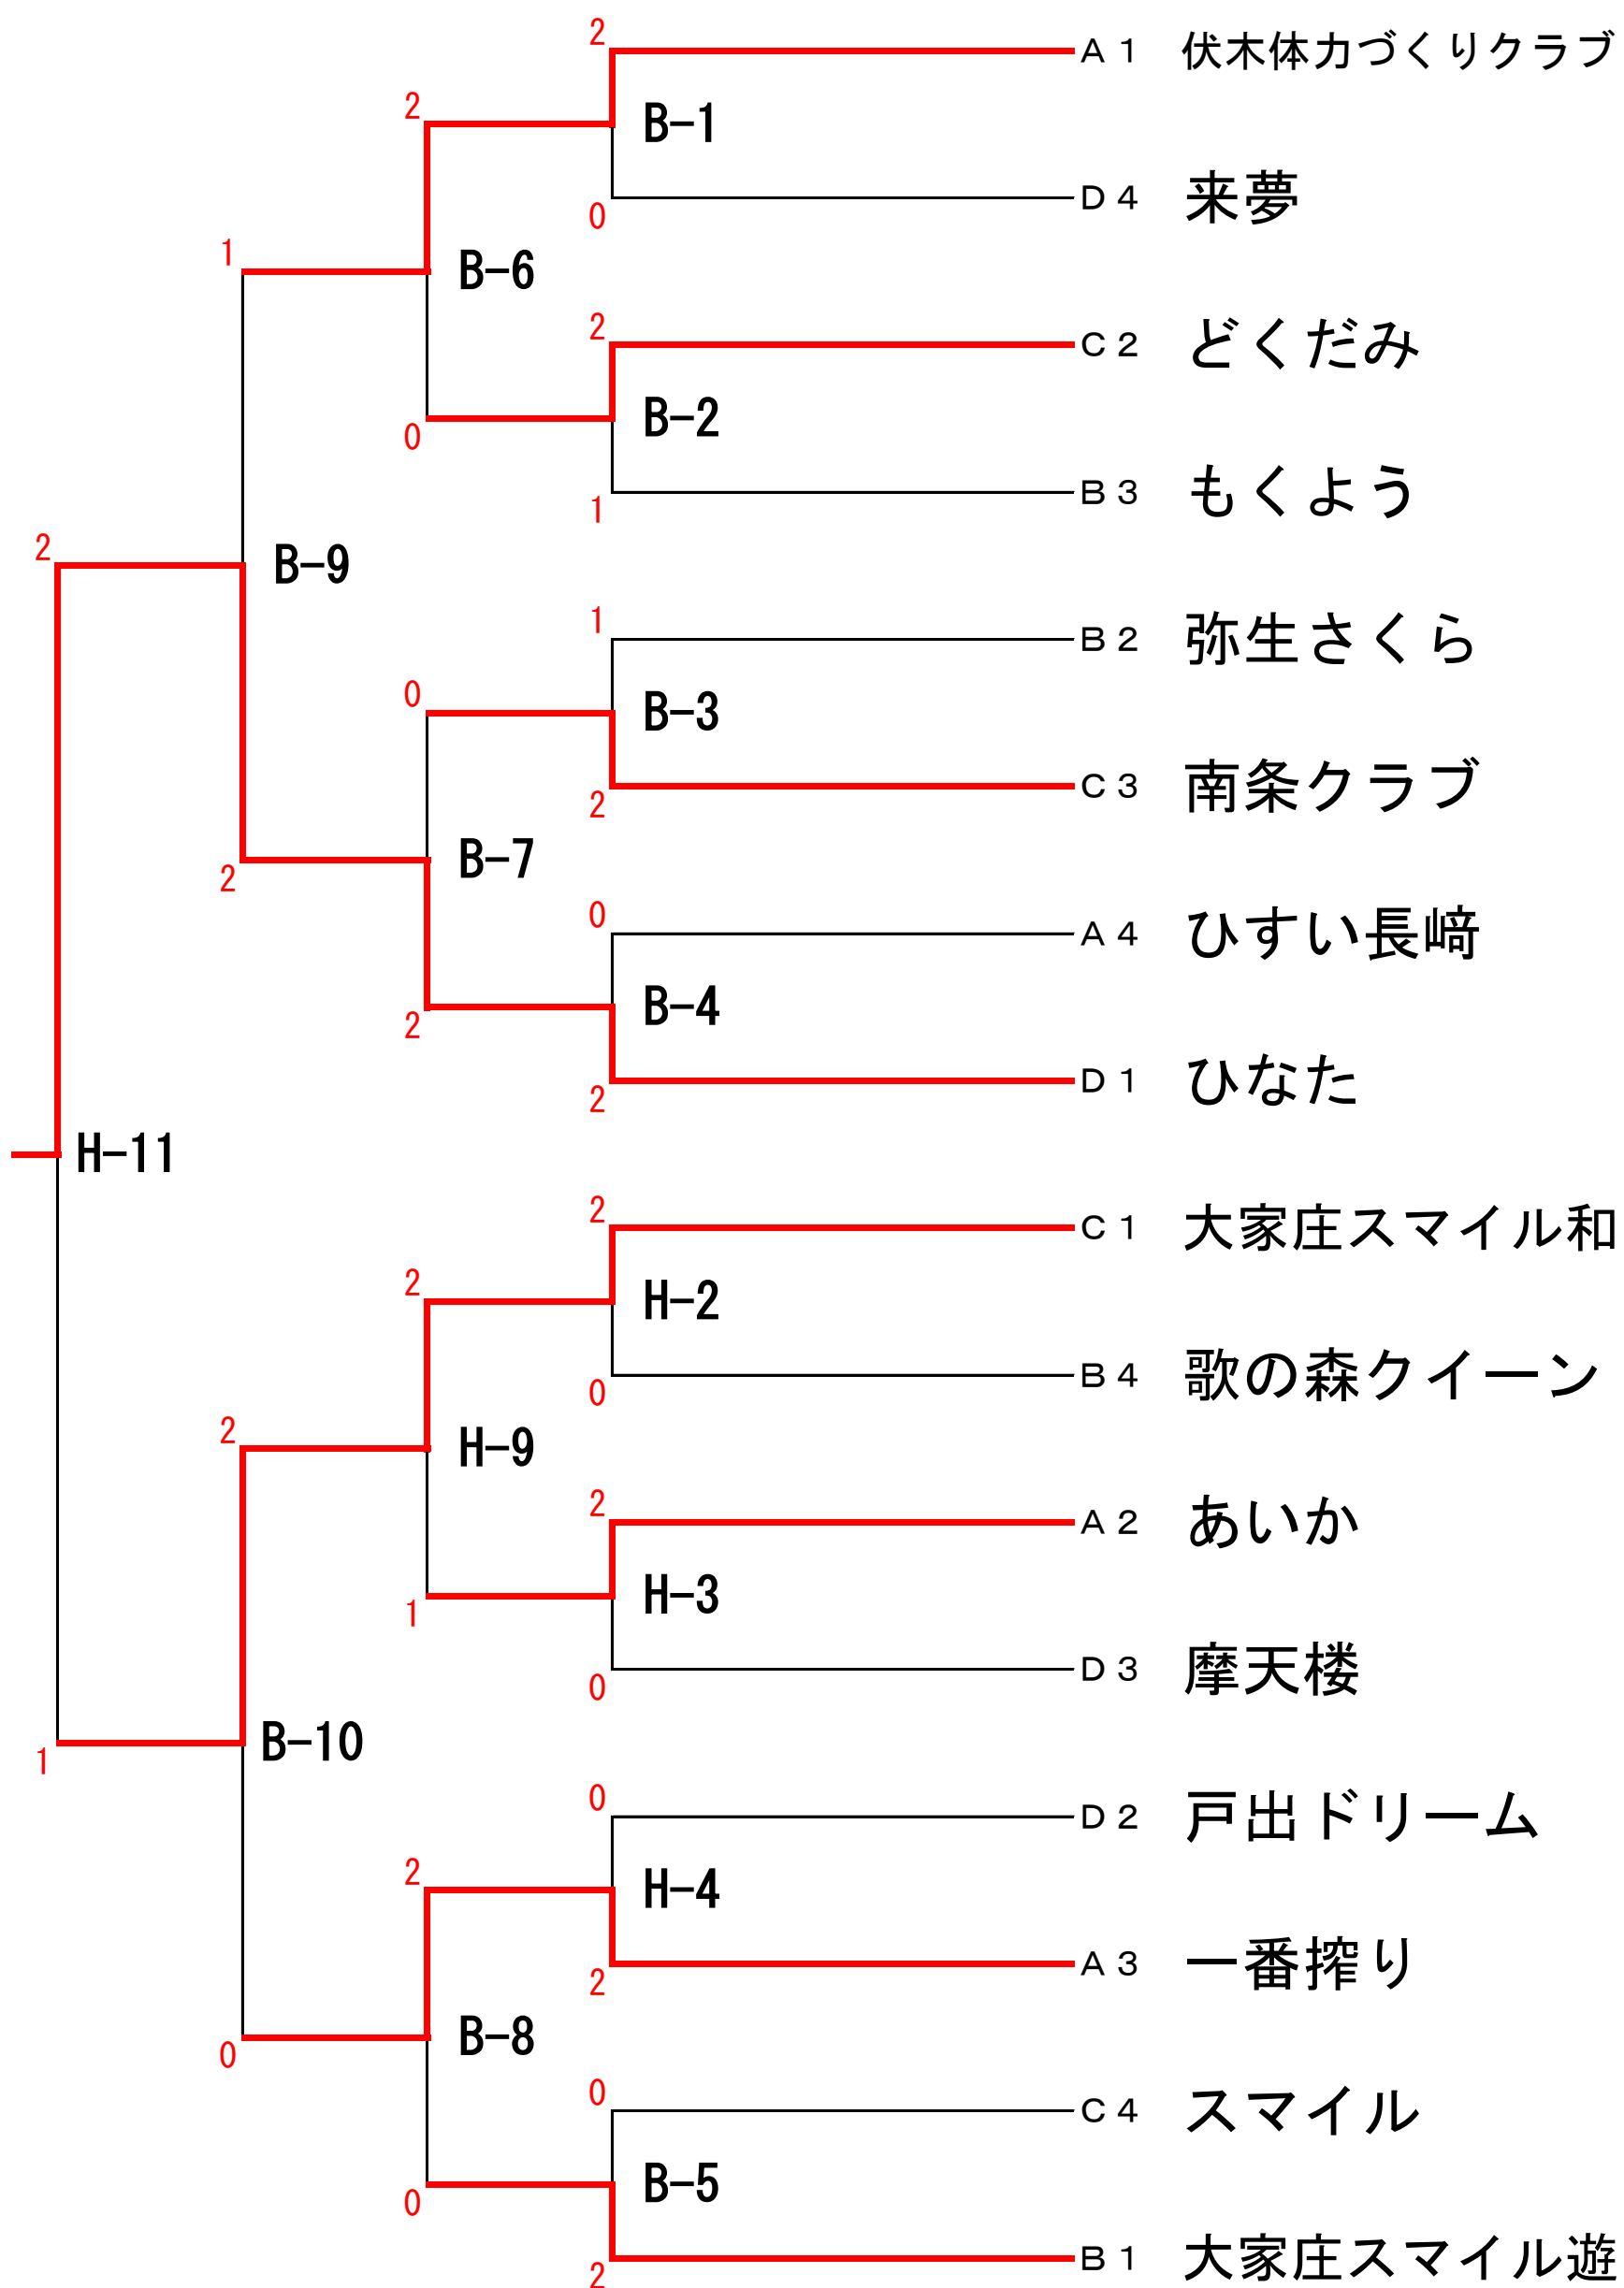 2
A 1 伏木体力づくりクラブ
2
B-1
D 4 来夢
0
1
B-6
2
C 2 どくだみ
B-2
0
B 3 もくよう
1
2
B-9
1
B 2 弥生さくら
0
B-3
C 3 南条クラブ
2
B-7
2
0
A 4 ひすい長﨑
B-4
2
D 1 ひなた
2
H-11
2
C 1 大家庄スマイル和
2
H-2
B 4 歌の森クイーン
0
2
H-9
2
A 2 あいか
H-3
1
D 3 摩天楼
0
B-10
1
0
D 2 戸出ドリーム
2
H-4
A 3 一番搾り
2
B-8
0
0
C 4 スマイル
B-5
0
B 1 大家庄スマイル遊
2